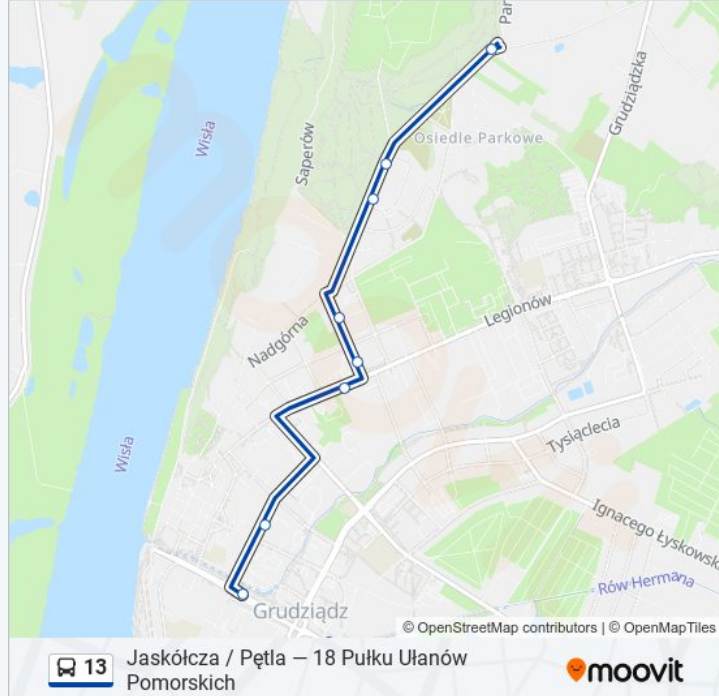 Par
Grudziądzka
Wisła
Saperów
Osiedle Parkowe
Legionów
Nadgórna
Tysiąclecia
Wisła
Ignacego Łyskowsk
Rów Hermana
Grudziądz
© OpenStreetMap contributors | © OpenMapTiles
13
Jaskółcza / Pętla — 18 Pułku Ułanów
Pomorskich
moovit